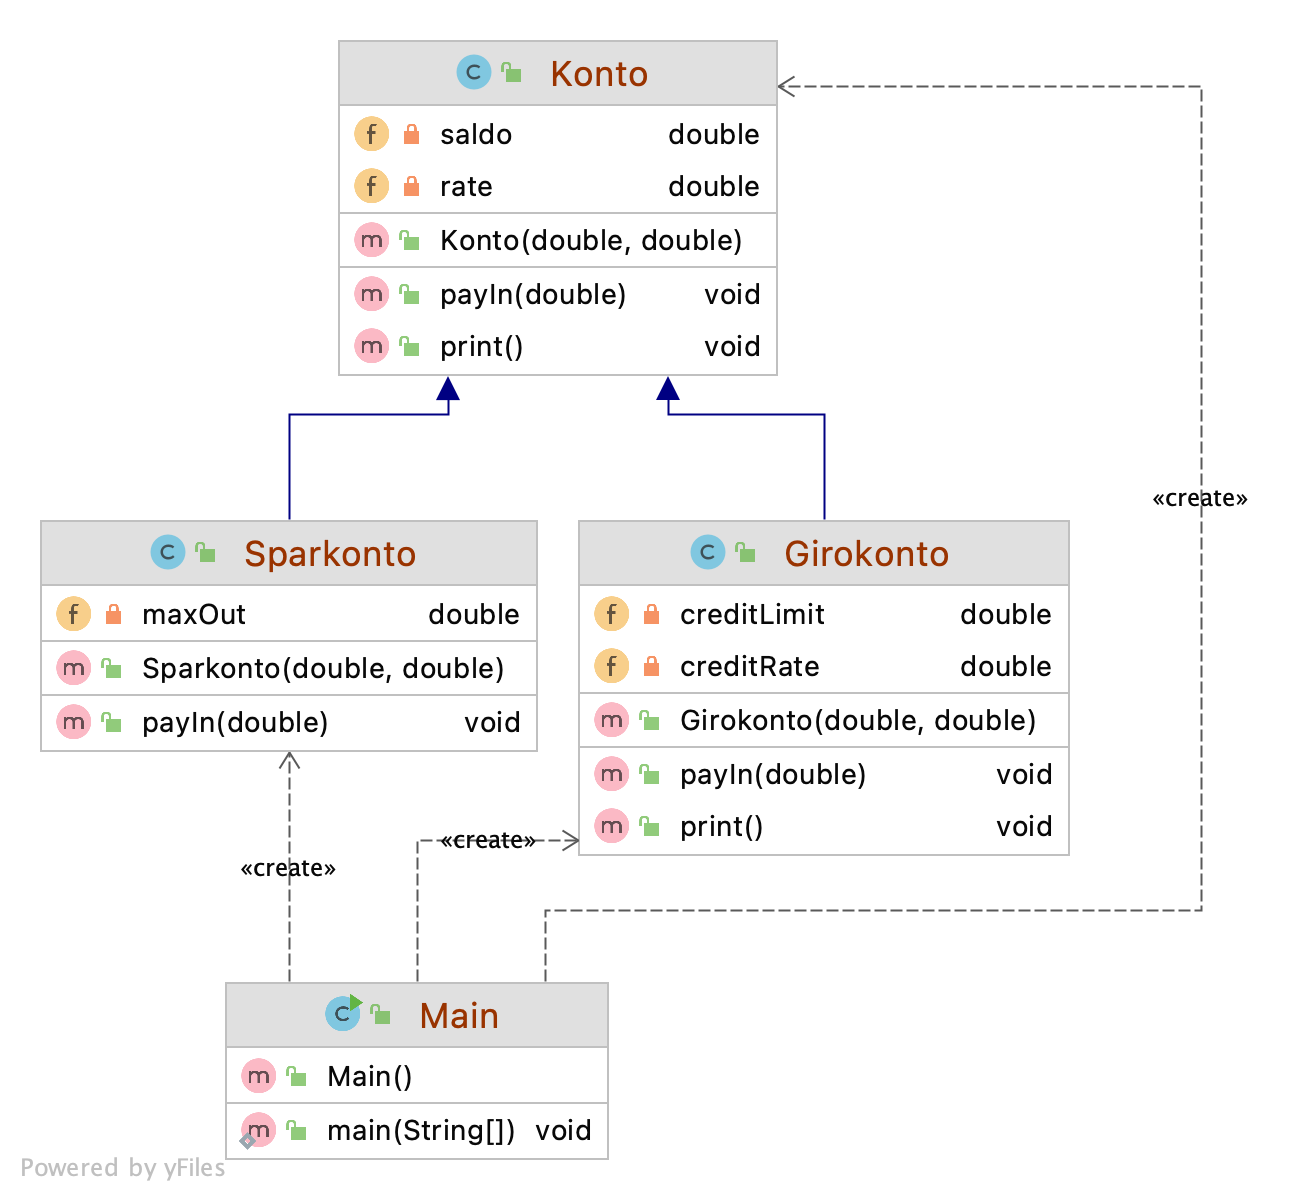 Konto
saldo double
rate double
Konto(double, double)
payIn(double) void
print() void
«create»
Sparkonto
maxOut double
Sparkonto(double, double)
payIn(double) void
Girokonto
creditLimit double
creditRate double
Girokonto(double, double)
payIn(double) void
print() void
«create»
«create»
Main
Main()
main(String[]) void
Powered by yFiles